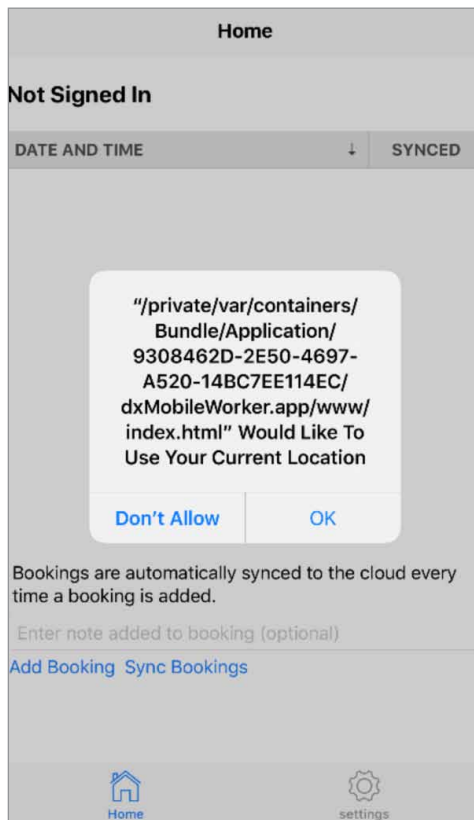 Home
Not Signed In
DATE AND TIME ↓ SYNCED
“/private/var/containers/
Bundle/Application/
9308462D-2E50-4697-
A520-14BC7EE114EC/
dxMobileWorker.app/www/
index.html” Would Like To
Use Your Current Location
Don’t Allow OK
Bookings are automatically synced to the cloud every
time a booking is added.
Enter note added to booking (optional)
Add Booking Sync Bookings
Home settings